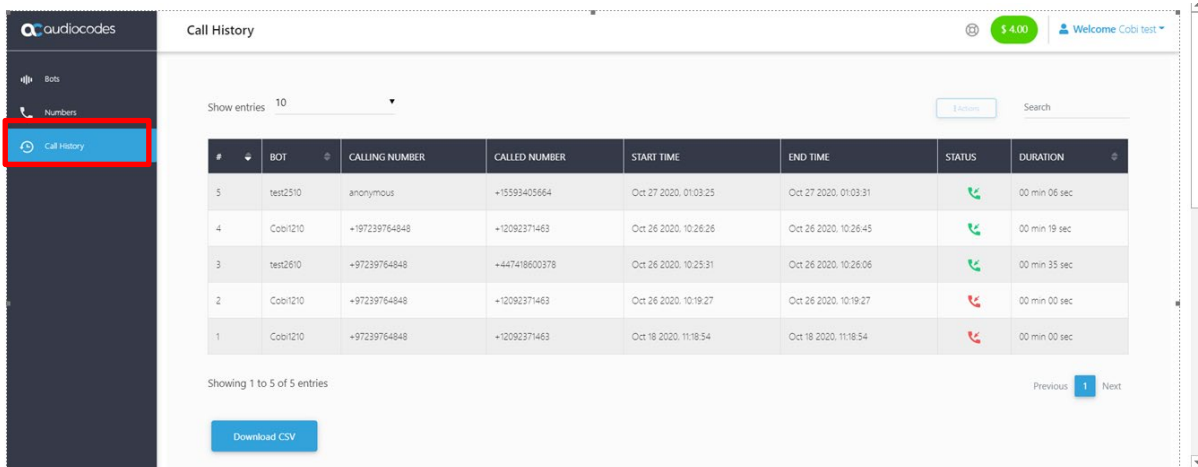 audiocodes
Call History
$ 4.00
Welcome Cobi test
Bots
Numbers
Call History
Show entries 10
Actions
Search
# BOT CALLING NUMBER CALLED NUMBER START TIME END TIME STATUS DURATION
5 test2510 anonymous +15593405664 Oct 27 2020, 01:03:25 Oct 27 2020, 01:03:31 00 min 06 sec
4 Cobi1210 +197239764848 +12092371463 Oct 26 2020, 10:26:26 Oct 26 2020, 10:26:45 00 min 19 sec
3 test2610 +97239764848 +447418600378 Oct 26 2020, 10:25:31 Oct 26 2020, 10:26:06 00 min 35 sec
2 Cobi1210 +97239764848 +12092371463 Oct 26 2020, 10:19:27 Oct 26 2020, 10:19:27 00 min 00 sec
1 Cobi1210 +97239764848 +12092371463 Oct 18 2020, 11:18:54 Oct 18 2020, 11:18:54 00 min 00 sec
Showing 1 to 5 of 5 entries
Previous 1 Next
Download CSV